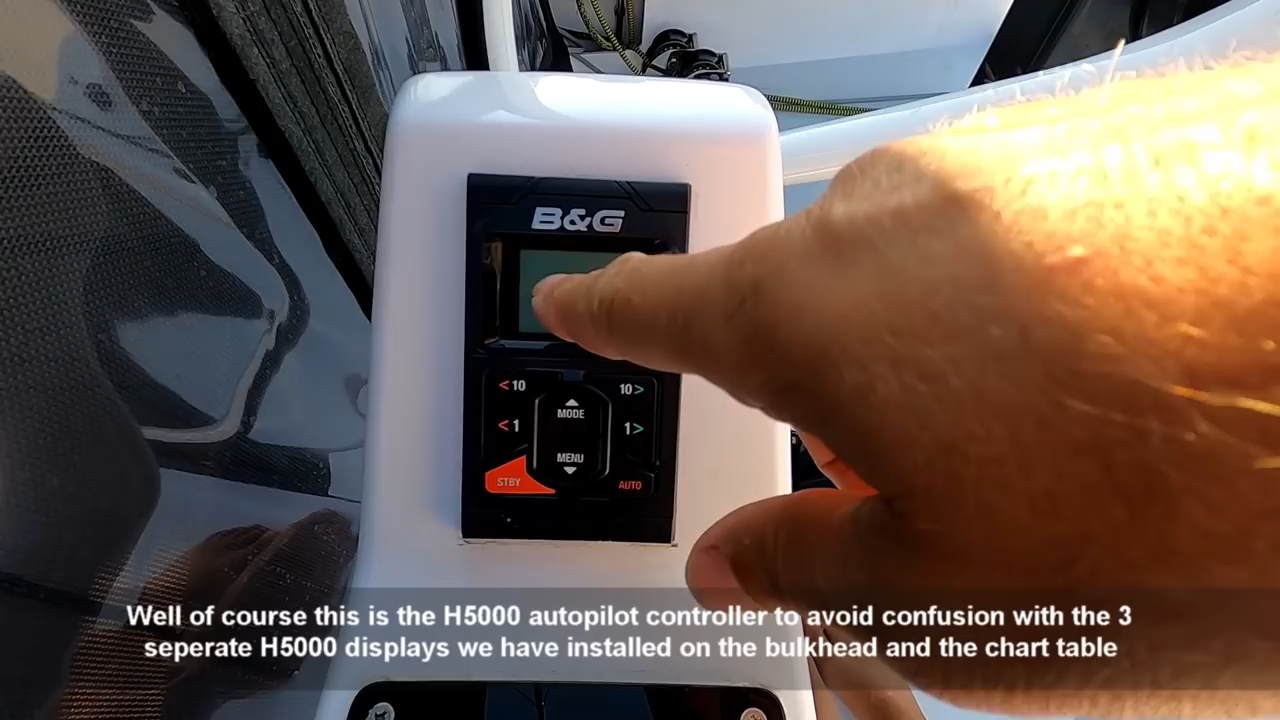 B&G
<10 10>
MODE
<1 1>
MENU
STBY AUTO
Well of course this is the H5000 autopilot controller to avoid confusion with the 3
seperate H5000 displays we have installed on the bulkhead and the chart table